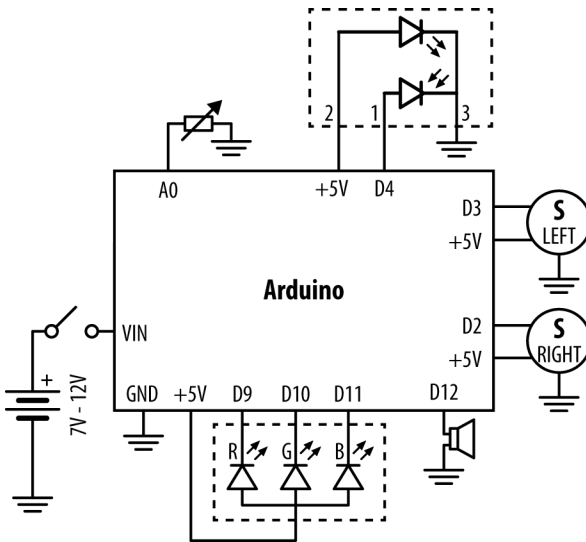 2 1 3
A0 +5V D4
D3
S
LEFT
+5V
Arduino
D2
S
RIGHT
+5V
VIN
+
7V - 12V
GND +5V D9 D10 D11 D12
R G B